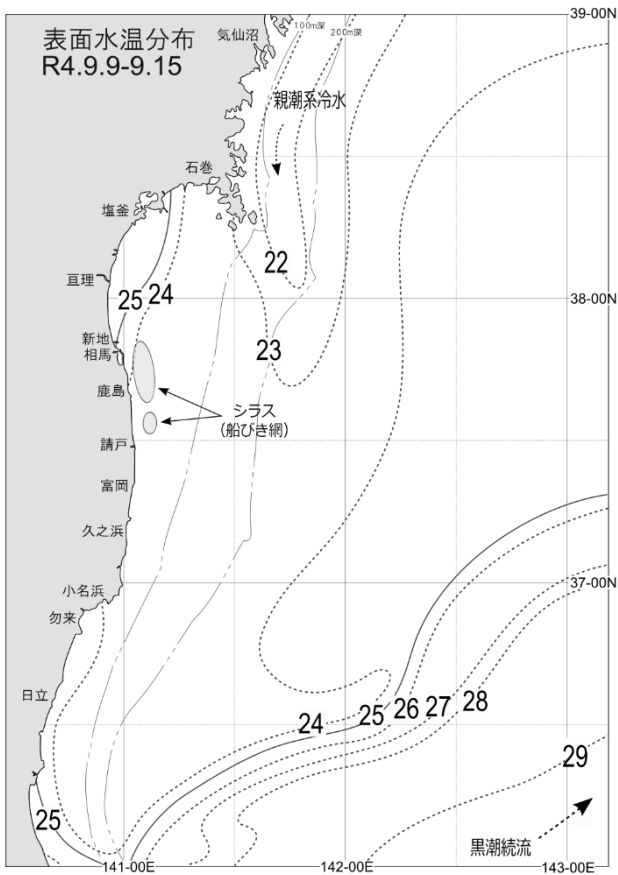 表面水温分布
R4.9.9-9.15
気仙沼
100m深
200m深
39-00N
親潮系冷水
石巻
塩釜
亘理
22
25
24
38-00N
新地
相馬
23
鹿島
シラス
(船びき網)
請戸
富岡
久之浜
37-00N
小名浜
勿来
日立
24
25
26
27
28
29
25
黒潮続流
141-00E
142-00E
143-00E